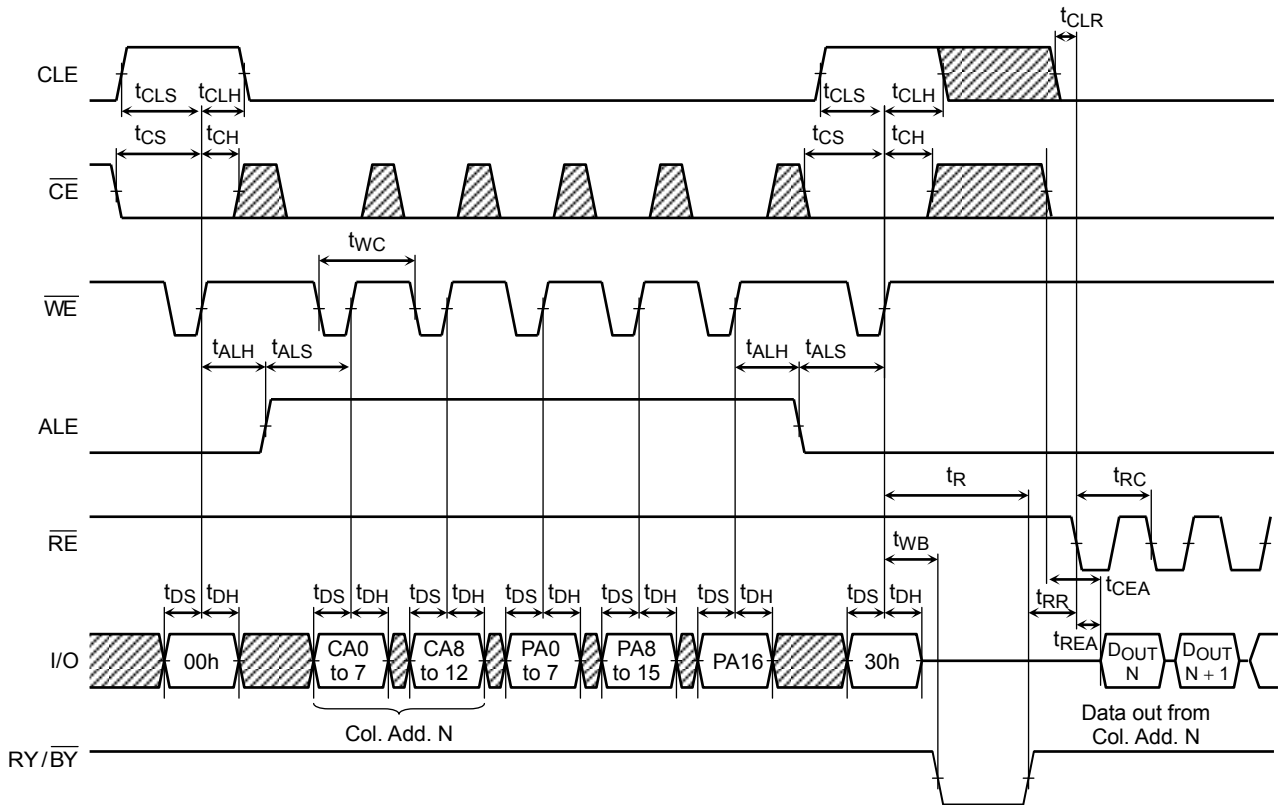 tCLR
CLE
tCLS tCLH tCLS tCLH
tCS tCH tCS tCH
CE
tWC
WE
tALH tALS tALH tALS
ALE
tR tRC
RE
tWB
tDS tDH tDS tDH tDS tDH tDS tDH tDS tDH tDS tDH tDS tDH tRR tCEA
tREA
I/O 00h CA0 to 7 CA8 to 12 PA0 to 7 PA8 to 15 PA16 30h DOUT N DOUT N + 1
Col. Add. N
Data out from
Col. Add. N
RY/BY